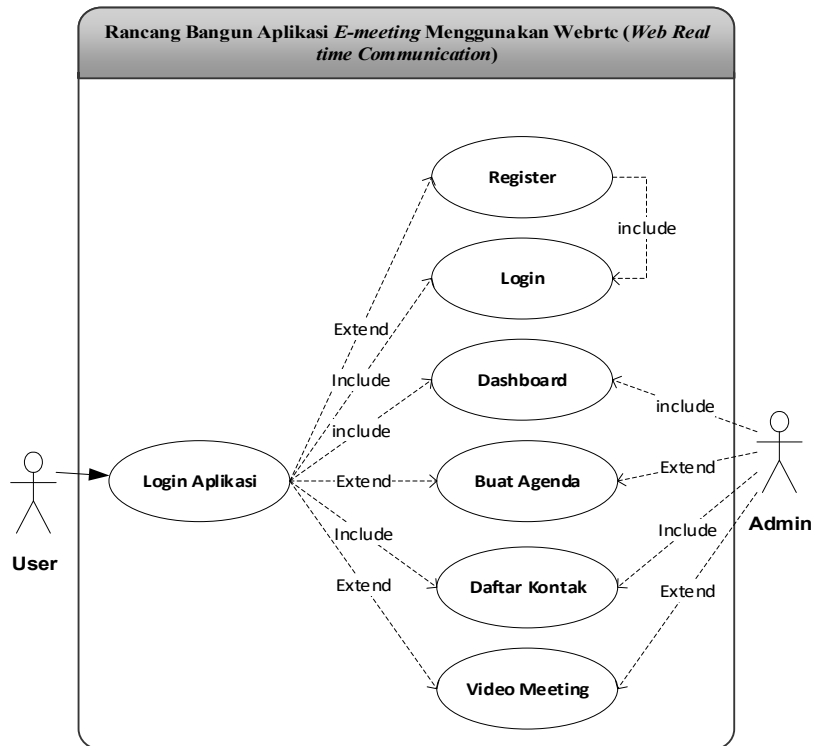 Rancang Bangun Aplikasi E-meeting Menggunakan Webrtc (Web Real
time Communication)
Register
include
Login
Extend
Include
Dashboard
include
include
Login Aplikasi
Extend
Buat Agenda
Extend
User
Admin
Include
Include
Daftar Kontak
Extend
Extend
Video Meeting